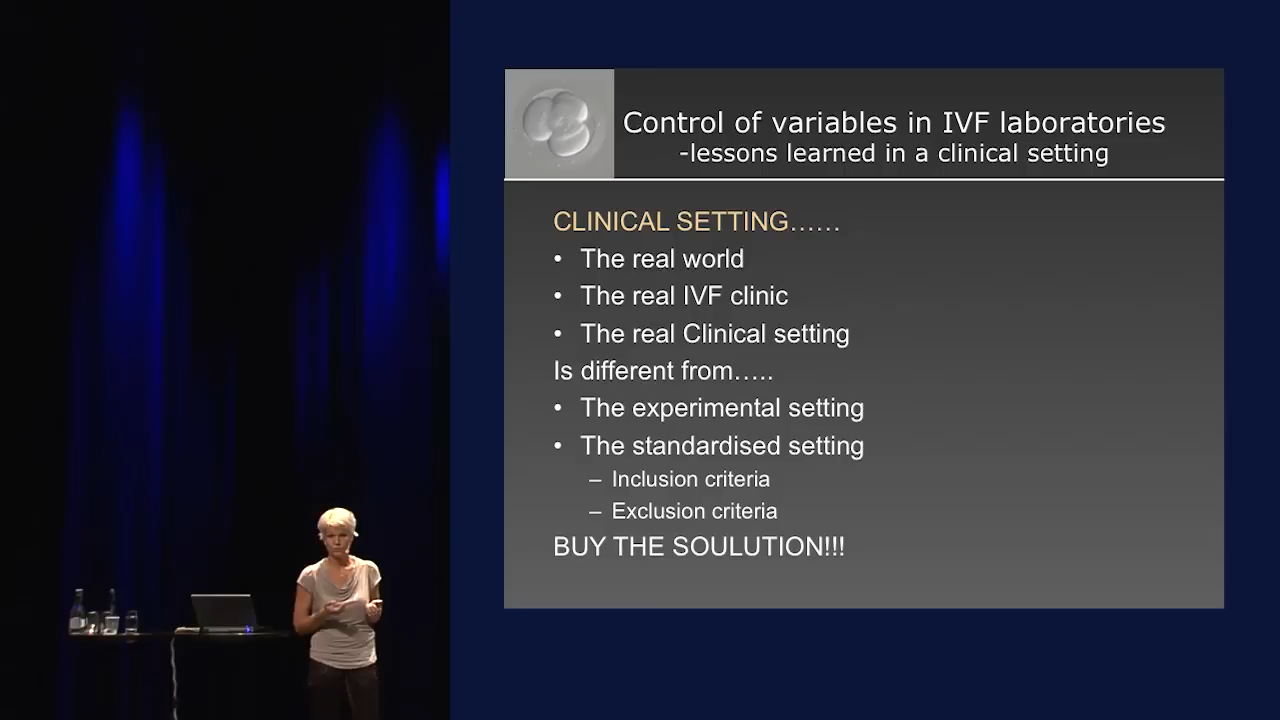 Control of variables in IVF laboratories
-lessons learned in a clinical setting
CLINICAL SETTING……
• The real world
• The real IVF clinic
• The real Clinical setting
Is different from…..
• The experimental setting
• The standardised setting
– Inclusion criteria
– Exclusion criteria
BUY THE SOULUTION!!!